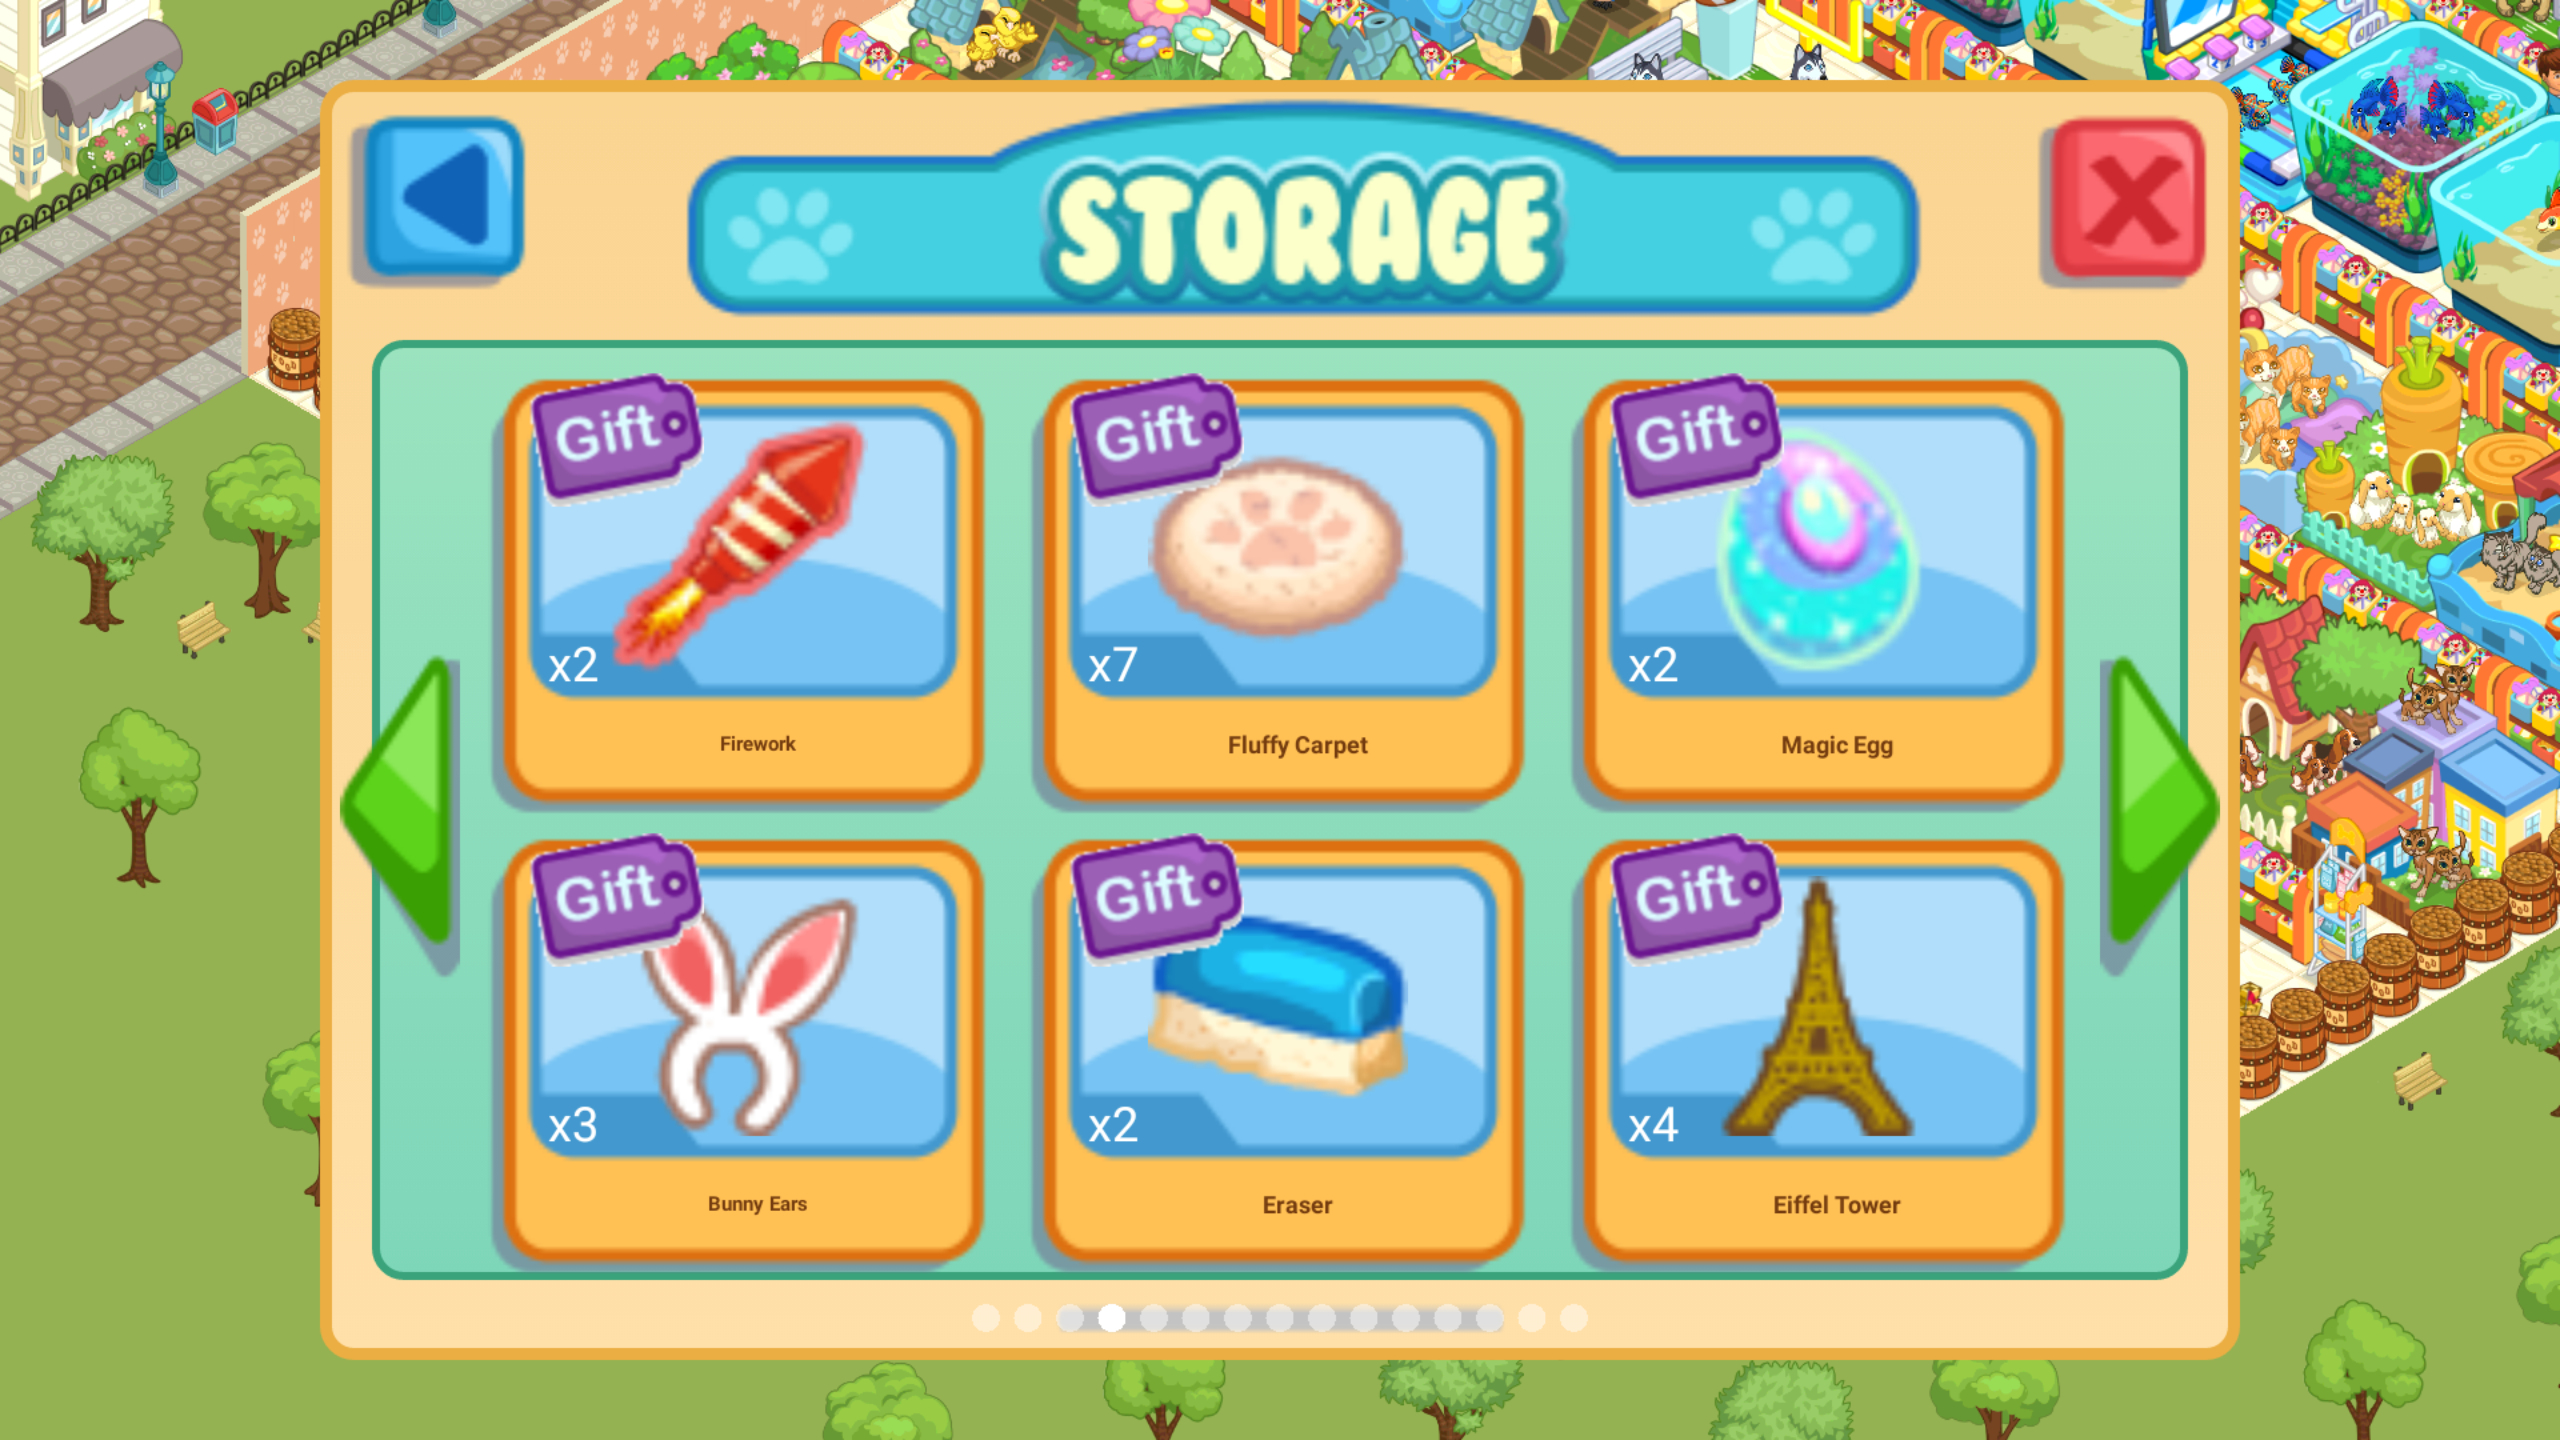 STORAGE
Gift
x2
Firework
Gift
x7
Fluffy Carpet
Gift
x2
Magic Egg
Gift
x3
Bunny Ears
Gift
x2
Eraser
Gift
x4
Eiffel Tower